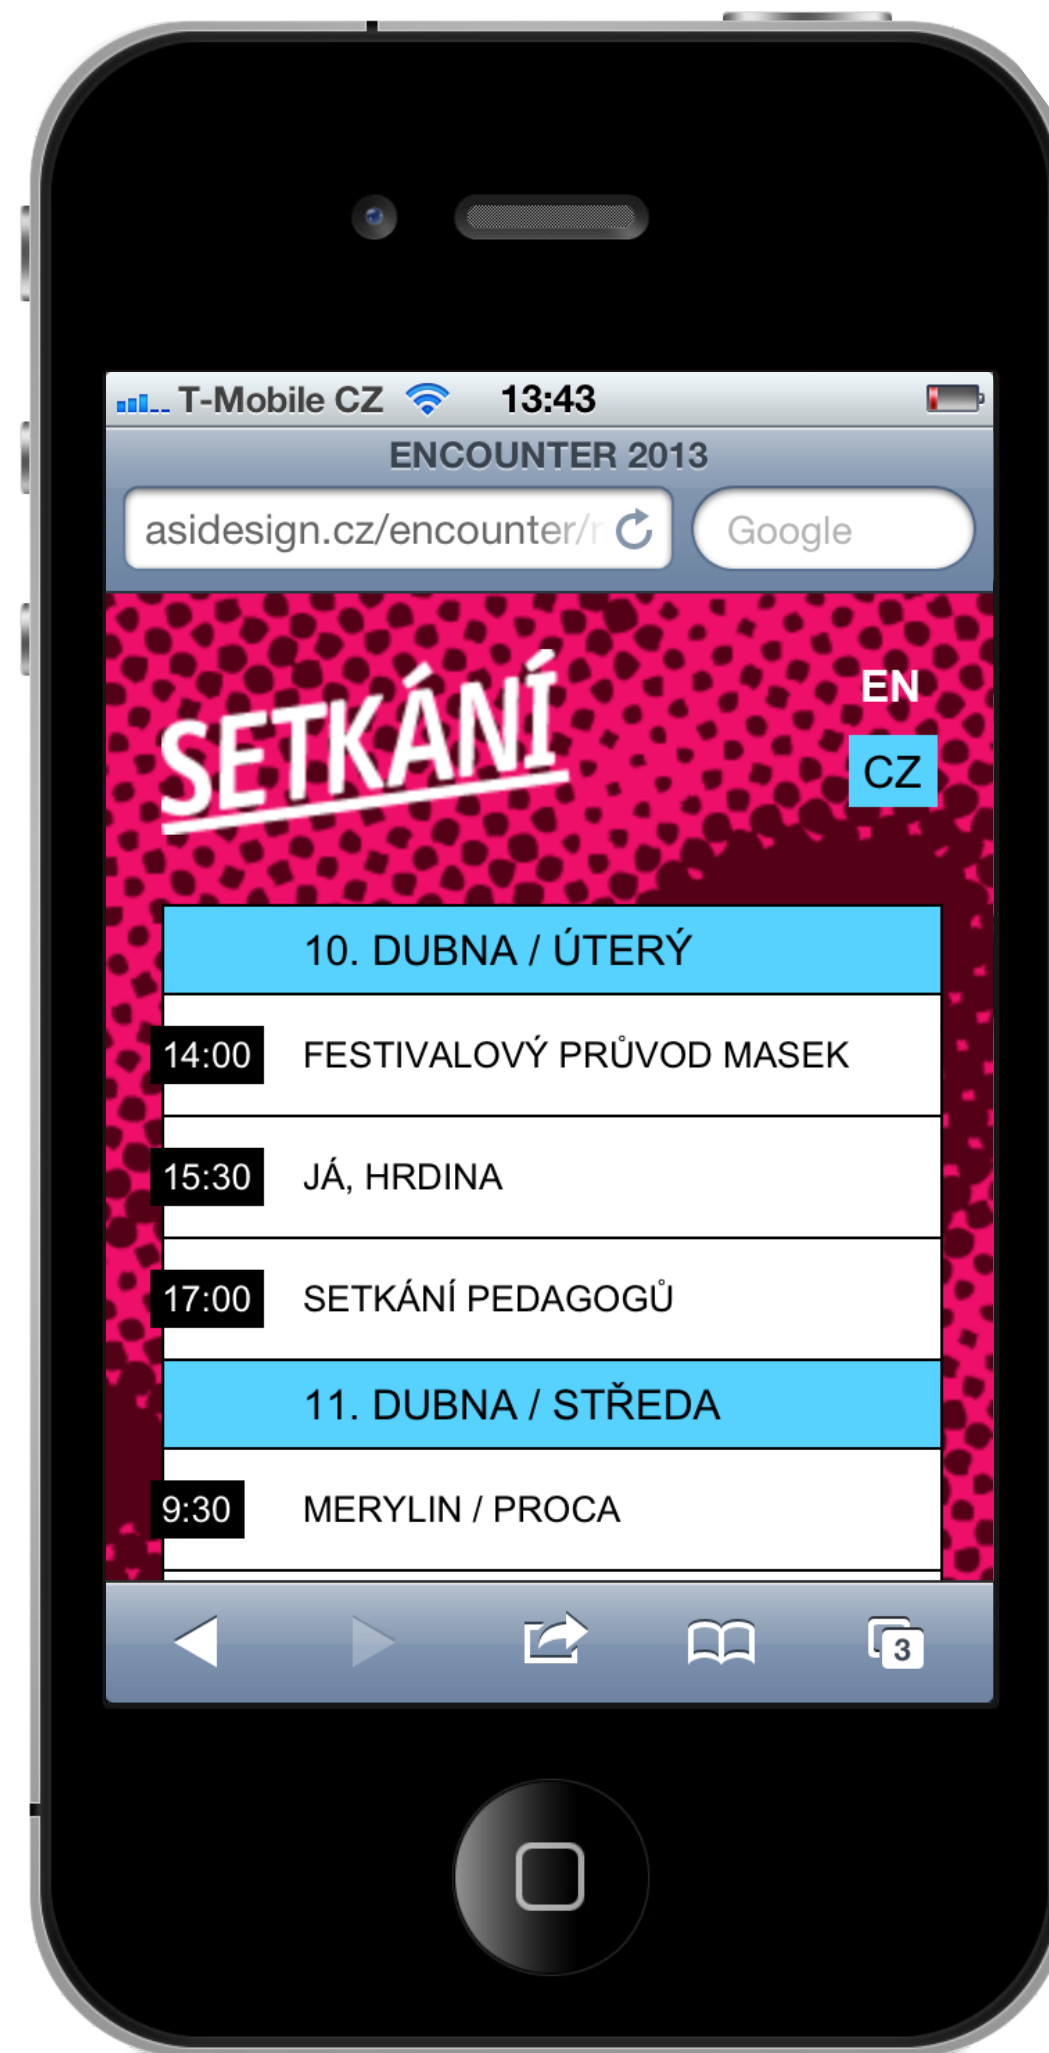 T-Mobile CZ 13:43
ENCOUNTER 2013
asidesign.cz/encounter/
Google
SETKÁNÍ
EN
CZ
10. DUBNA / ÚTERÝ
14:00 FESTIVALOVÝ PRŮVOD MASEK
15:30 JÁ, HRDINA
17:00 SETKÁNÍ PEDAGOGŮ
11. DUBNA / STŘEDA
9:30 MERYLIN / PROCA
3